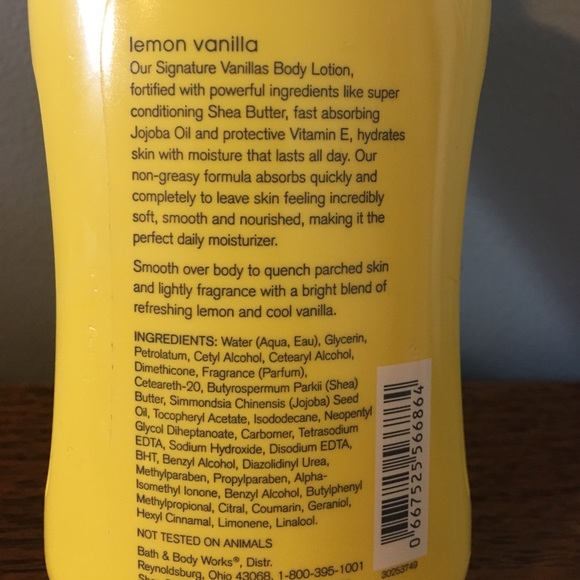 lemon vanilla
Our Signature Vanillas Body Lotion,
fortified with powerful ingredients like super
conditioning Shea Butter, fast absorbing
Jojoba Oil and protective Vitamin E, hydrates
skin with moisture that lasts all day. Our
non-greasy formula absorbs quickly and
completely to leave skin feeling incredibly
soft, smooth and nourished, making it the
perfect daily moisturizer.
Smooth over body to quench parched skin
and lightly fragrance with a bright blend of
refreshing lemon and cool vanilla.
INGREDIENTS: Water (Aqua, Eau), Glycerin,
Petrolatum, Cetyl Alcohol, Cetearyl Alcohol,
Dimethicone, Fragrance (Parfum),
Ceteareth-20, Butyrospermum Parkii (Shea)
Butter, Simmondsia Chinensis (Jojoba) Seed
Oil, Tocopheryl Acetate, Isododecane, Neopentyl
Glycol Diheptanoate, Carbomer, Tetrasodium
EDTA, Sodium Hydroxide, Disodium EDTA,
BHT, Benzyl Alcohol, Diazolidinyl Urea,
Methylparaben, Propylparaben, Alpha-
Isomethyl Ionone, Benzyl Alcohol, Butylphenyl
Methylpropional, Citral, Coumarin, Geraniol,
Hexyl Cinnamal, Limonene, Linalool.
NOT TESTED ON ANIMALS
Bath & Body Works®, Distr.
Reynoldsburg, Ohio 43068, 1-800-395-1001
0 667525 566864
30253749